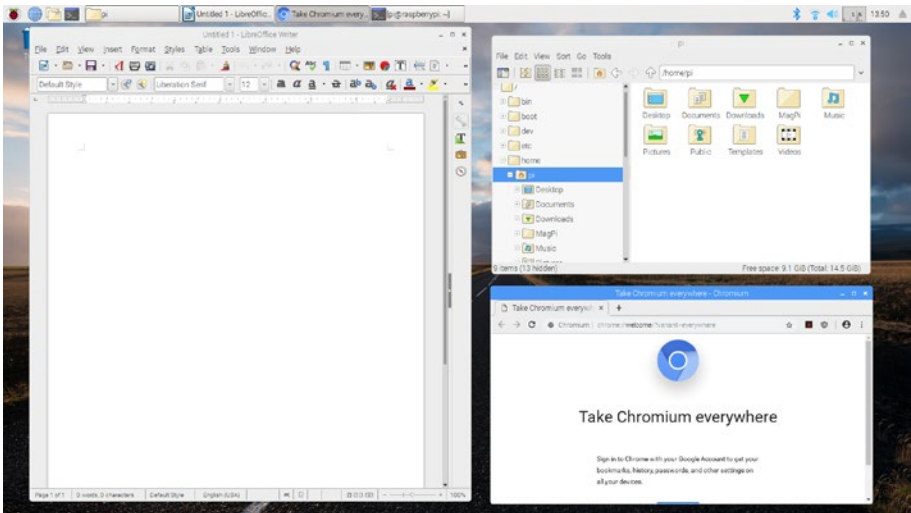 pi
Untitled 1 - LibreOffic...
Take Chromium every...
pi@raspberrypi: ~
13:50
Untitled 1 - LibreOffice Writer
File Edit View Insert Format Styles Table Tools Window Help
Default Style
Liberation Serif
12
Page 1 of 1
0 words, 0 characters
Default Style
English (USA)
100%
pi
File Edit View Sort Go Tools
/home/pi
bin
boot
dev
etc
home
pi
Desktop
Documents
Downloads
MagPi
Music
Desktop Documents Downloads MagPi Music
Pictures Public Templates Videos
9 items (13 hidden)
Free space: 9.1 GiB (Total: 14.5 GiB)
Take Chromium everywhere - Chromium
Take Chromium everywh
Chromium | chrome://welcome/?variant=everywhere
Take Chromium everywhere
Sign in to Chrome with your Google Account to get your
bookmarks, history, passwords, and other settings on
all your devices.